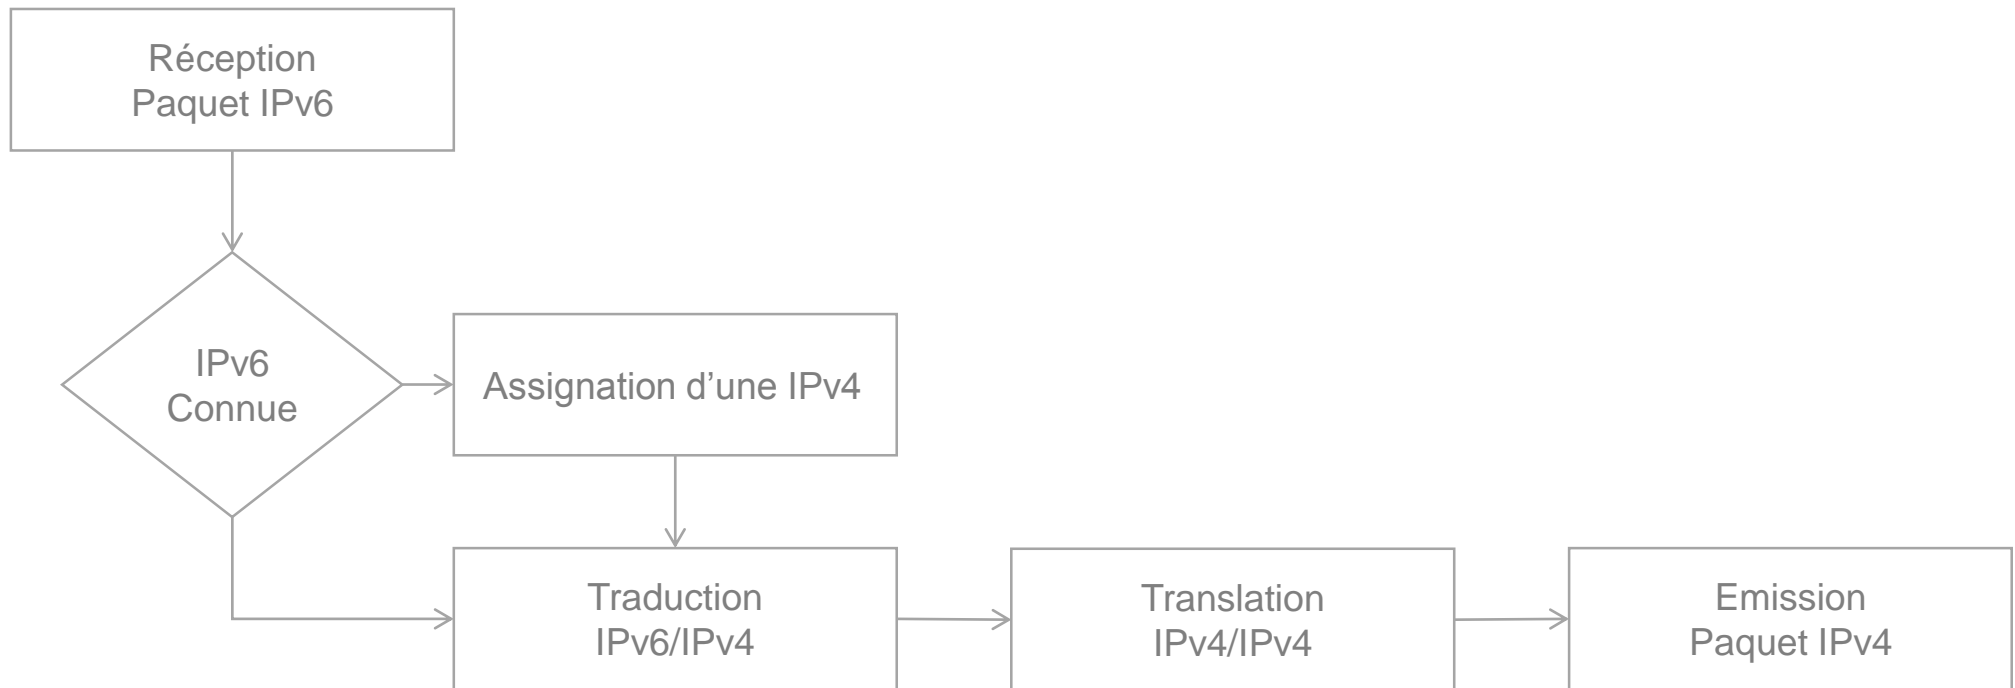 Réception
Paquet IPv6
IPv6
Connue
Assignation d’une IPv4
Traduction
IPv6/IPv4
Translation
IPv4/IPv4
Emission
Paquet IPv4